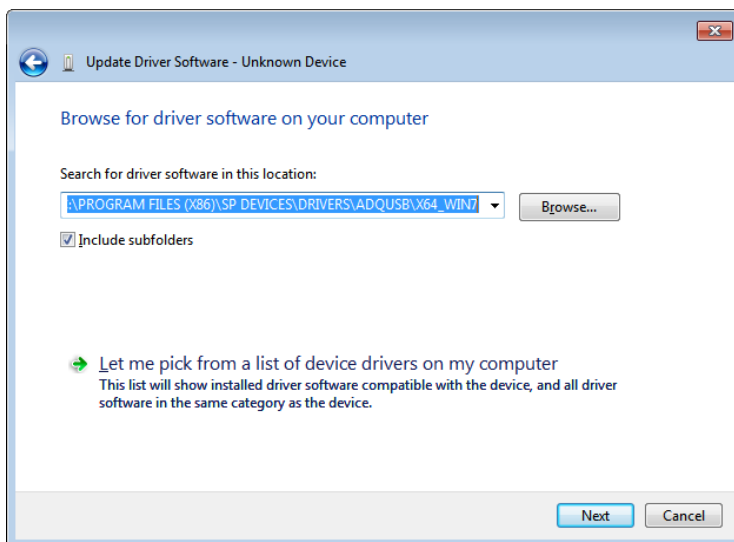 Update Driver Software - Unknown Device
Browse for driver software on your computer
Search for driver software in this location:
:\PROGRAM FILES (X86)\SP DEVICES\DRIVERS\ADQUSB\X64_WIN7
Browse...
Include subfolders
Let me pick from a list of device drivers on my computer
This list will show installed driver software compatible with the device, and all driver
software in the same category as the device.
Next
Cancel